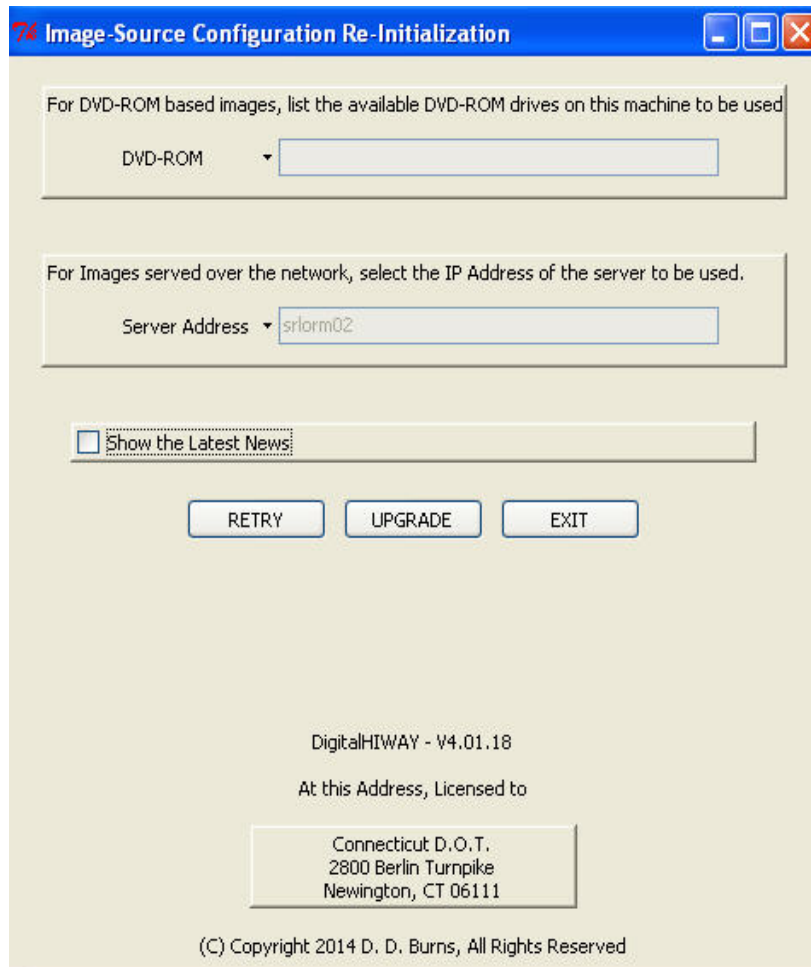 Image-Source Configuration Re-Initialization
For DVD-ROM based images, list the available DVD-ROM drives on this machine to be used
DVD-ROM
For Images served over the network, select the IP Address of the server to be used.
Server Address srlorm02
Show the Latest News
RETRY UPGRADE EXIT
DigitalHIWAY - V4.01.18
At this Address, Licensed to
Connecticut D.O.T.
2800 Berlin Turnpike
Newington, CT 06111
(C) Copyright 2014 D. D. Burns, All Rights Reserved